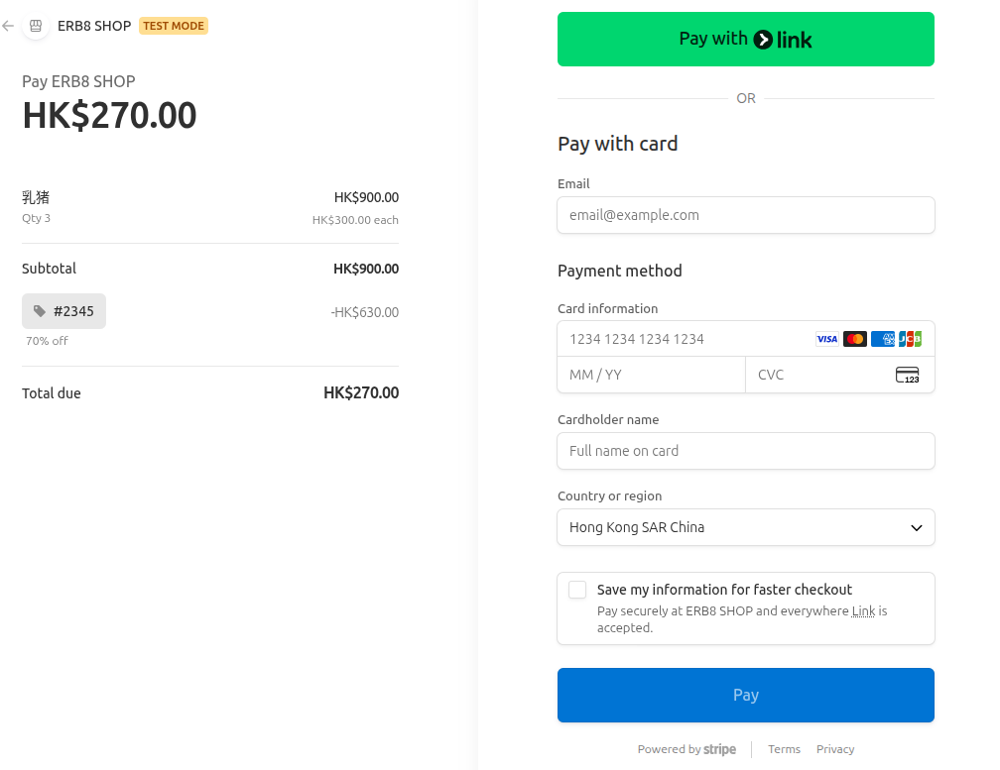 ERB8 SHOP TEST MODE
Pay ERB8 SHOP
HK$270.00
乳猪 HK$900.00
Qty 3 HK$300.00 each
Subtotal HK$900.00
#2345 -HK$630.00
70% off
Total due HK$270.00
Pay with link
OR
Pay with card
Email
email@example.com
Payment method
Card information
1234 1234 1234 1234 VISA AMEX JCB
MM / YY CVC 123
Cardholder name
Full name on card
Country or region
Hong Kong SAR China
Save my information for faster checkout
Pay securely at ERB8 SHOP and everywhere Link is
accepted.
Pay
Powered by stripe Terms Privacy